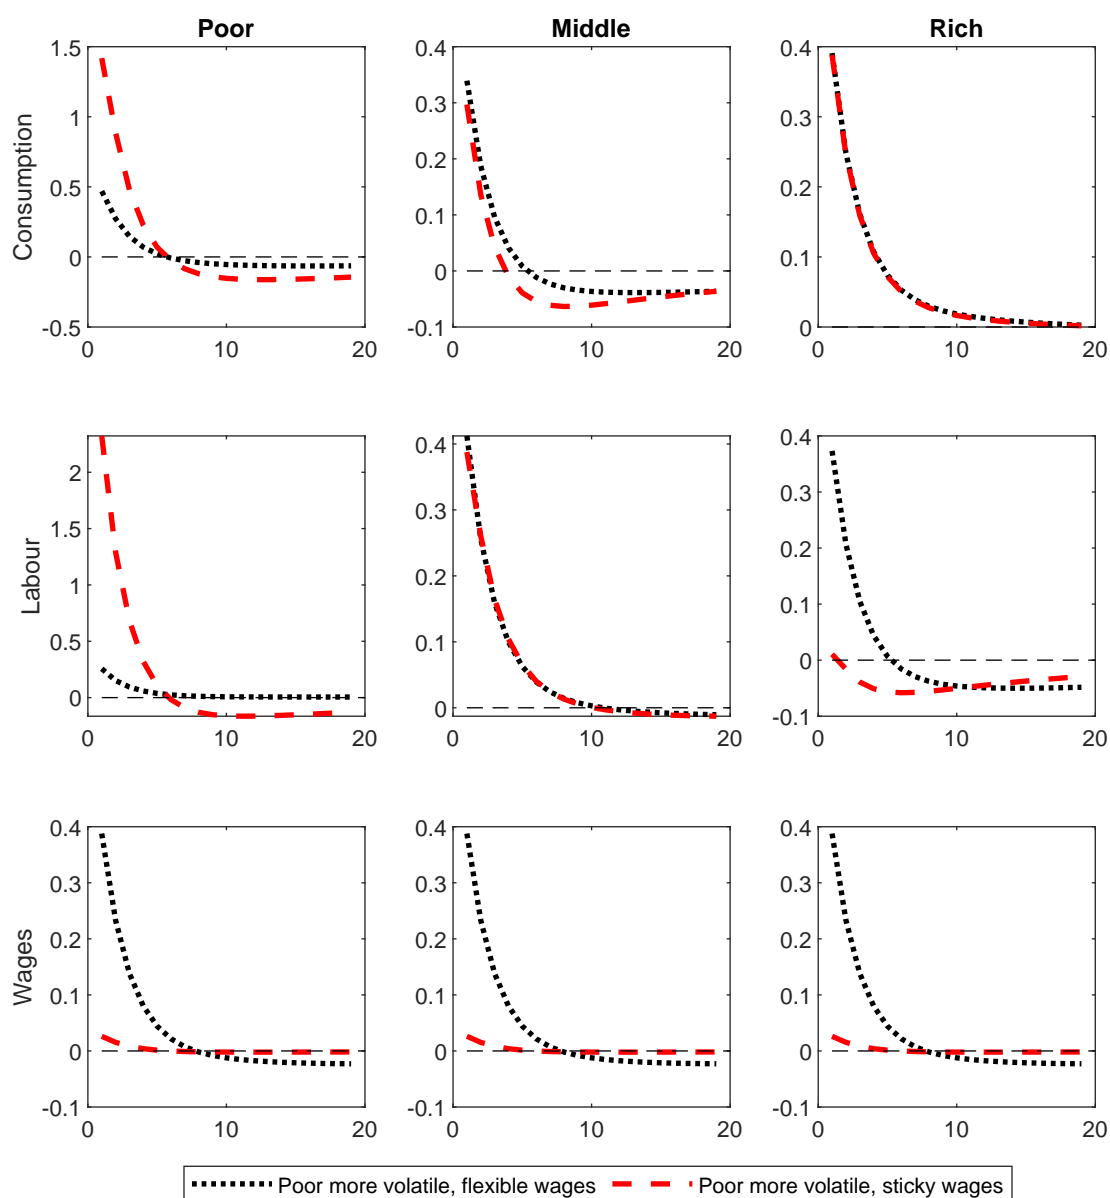 Poor Middle Rich
1.5 0.4 0.4
1 0.3 0.3
0.5 0.2 0.2
0 0.1 0.1
-0.5 0 0
-0.1
Consumption
0 10 20 0 10 20 0 10 20
2 0.4 0.4
1.5 0.3 0.3
1 0.2 0.2
0.5 0.1 0.1
0 0 0
-0.1
Labour
0 10 20 0 10 20 0 10 20
0.4 0.4 0.4
0.3 0.3 0.3
0.2 0.2 0.2
0.1 0.1 0.1
0 0 0
-0.1 -0.1 -0.1
Wages
0 10 20 0 10 20 0 10 20
Poor more volatile, flexible wages Poor more volatile, sticky wages